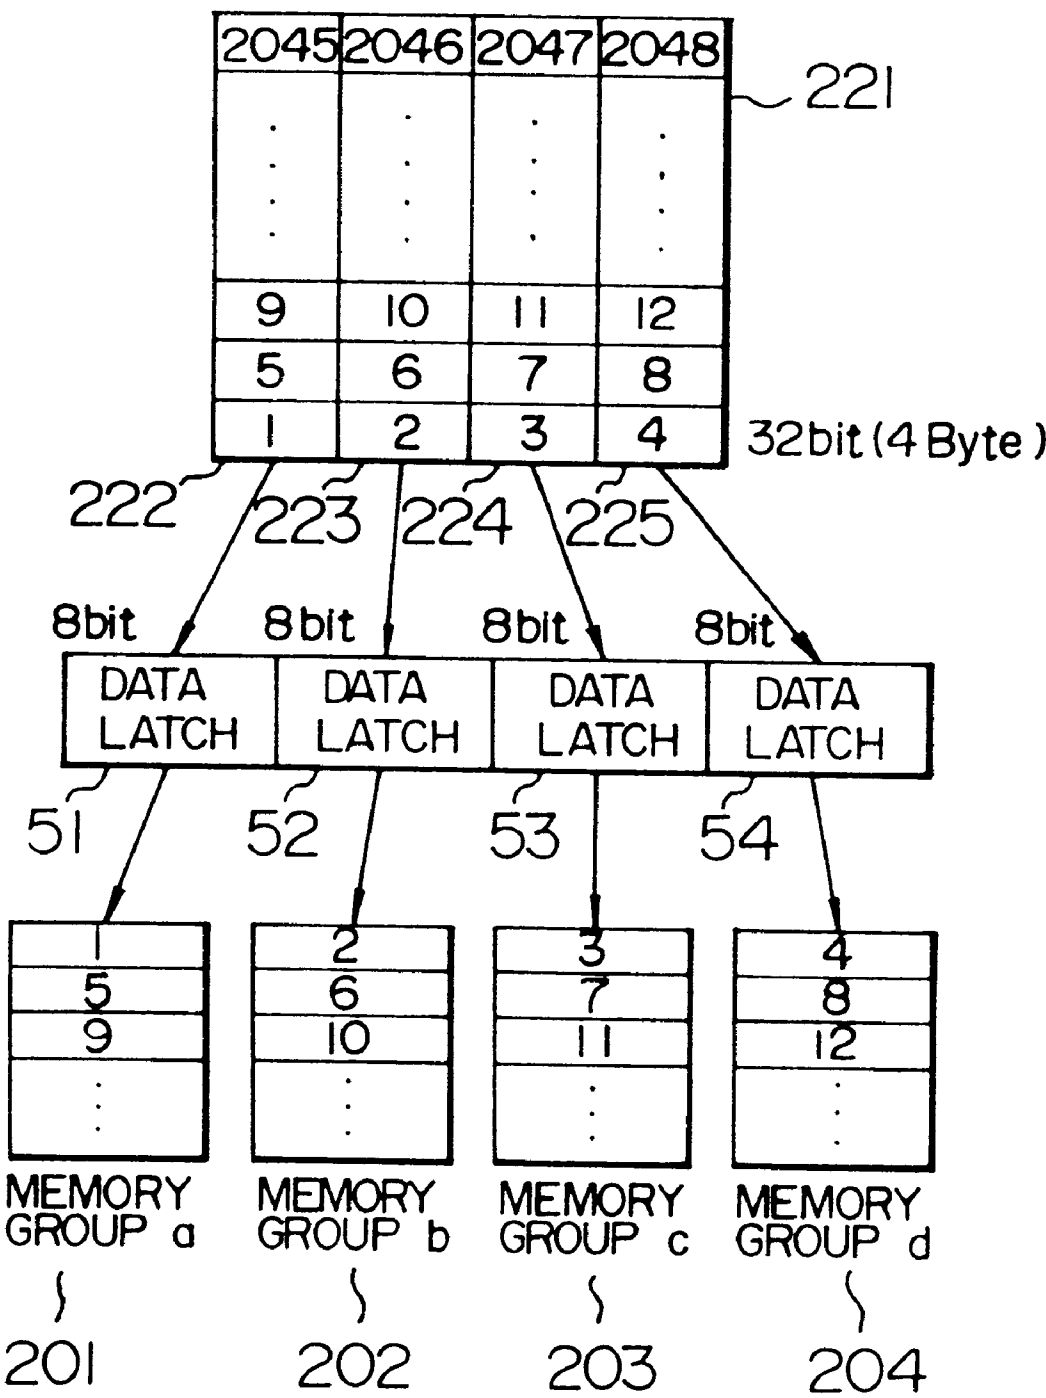 2045 2046 2047 2048
221
9 10 11 12
5 6 7 8
1 2 3 4
32bit (4 Byte)
222 223 224 225
8bit 8bit 8bit 8bit
DATA LATCH
DATA LATCH
DATA LATCH
DATA LATCH
51 52 53 54
1 2 3 4
5 6 7 8
9 10 11 12
MEMORY GROUP a
MEMORY GROUP b
MEMORY GROUP c
MEMORY GROUP d
201 202 203 204